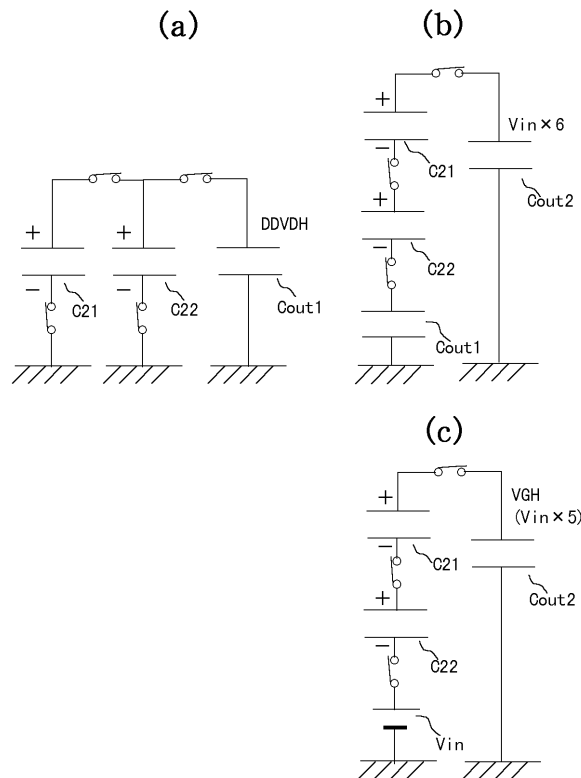 (a)
DDVDH
+
+
−
C21
−
C22
Cout1
(b)
+
Vin×6
−
C21
Cout2
+
−
C22
Cout1
(c)
+
VGH
(Vin×5)
−
C21
Cout2
+
−
C22
Vin